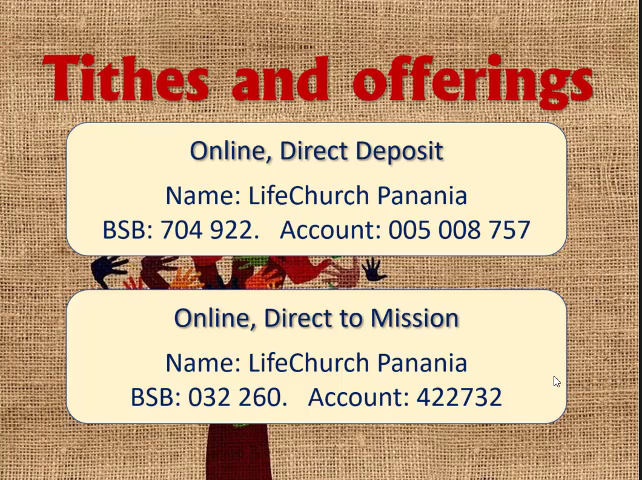 Tithes and offerings
Online, Direct Deposit
Name: LifeChurch Panania
BSB: 704 922.   Account: 005 008 757
Online, Direct to Mission
Name: LifeChurch Panania
BSB: 032 260.   Account: 422732